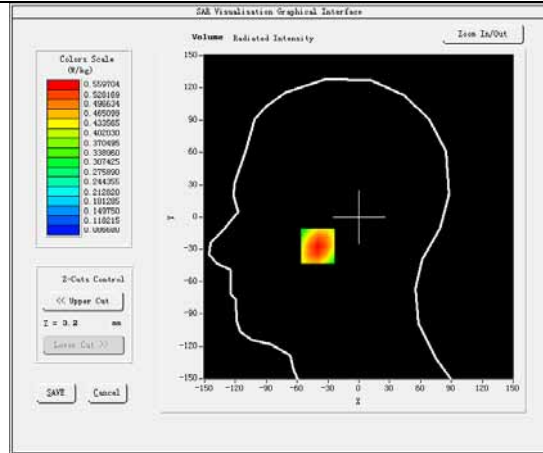 SAR Visualisation Graphical Interface
Volume Radiated Intensity
Zoom In/Out
Colors Scale
(W/kg)
0.559704
0.528169
0.496634
0.465099
0.433565
0.402030
0.370495
0.338960
0.307425
0.275890
0.244355
0.212820
0.181285
0.149750
0.118215
0.086680
Z-Cuts Control
<< Upper Cut
Z = 3.2 mm
Lower Cut >>
SAVE
Cancel
150
120
90
60
30
Y
0
-30
-60
-90
-120
-150
-150 -120 -90 -60 -30 0 30 60 90 120 150